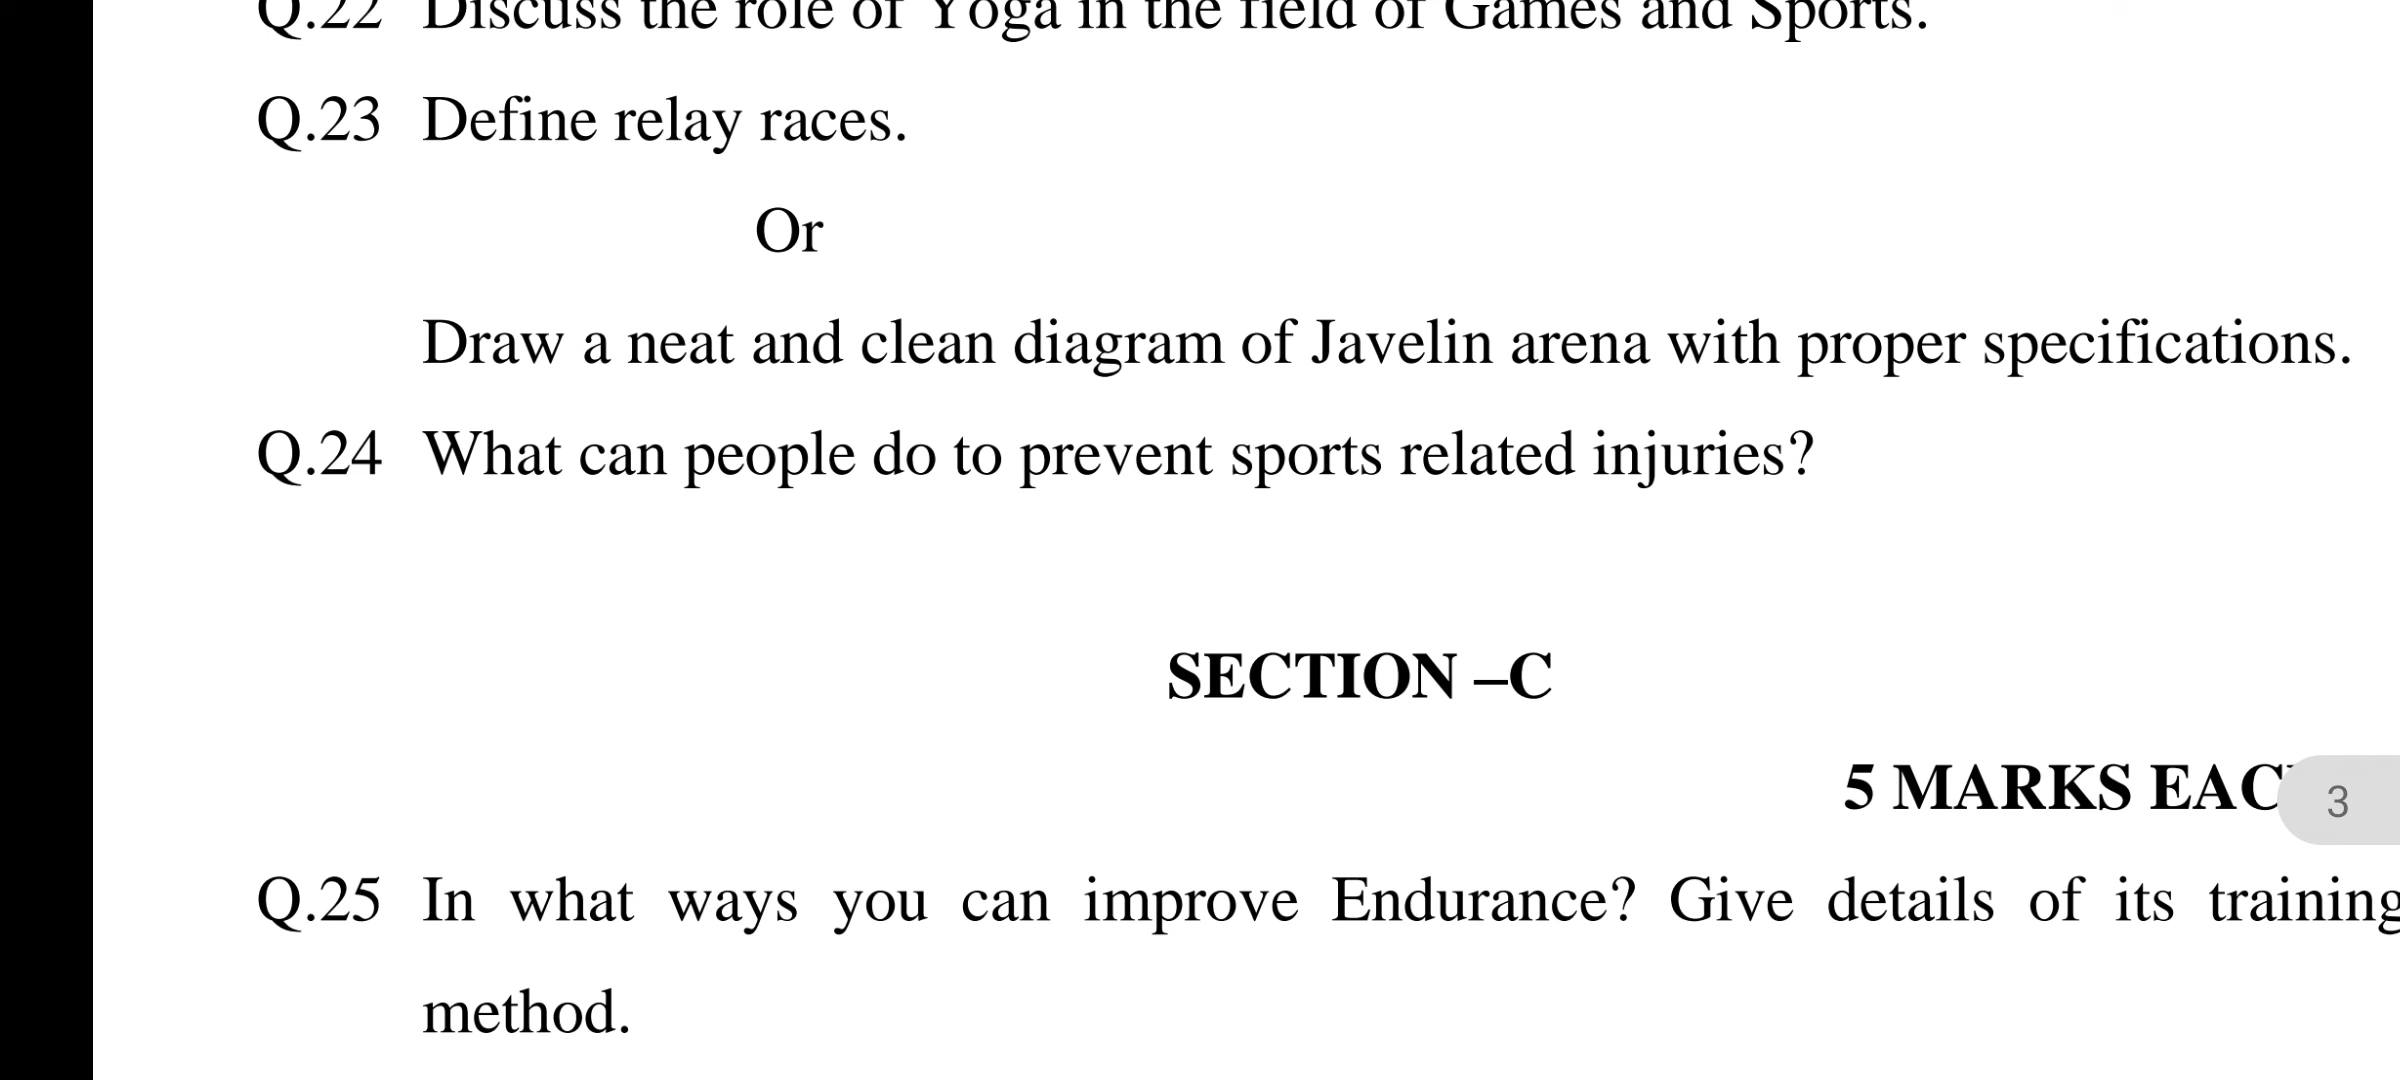 Q.22 Discuss the role of Yoga in the field of Games and Sports.
Q.23 Define relay races.
Or
Draw a neat and clean diagram of Javelin arena with proper specifications.
Q.24 What can people do to prevent sports related injuries?
SECTION –C
5 MARKS EAC
3
Q.25 In what ways you can improve Endurance? Give details of its training
method.